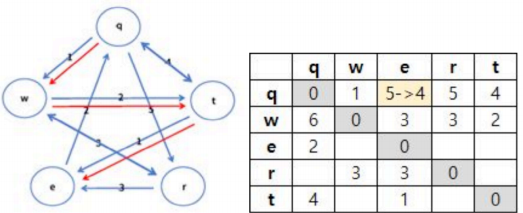 q
1
4
w
2
t
2
5
3
1
e
3
r
q w e r t
q 0 1 5->4 5 4
w 6 0 3 3 2
e 2 0
r 3 3 0
t 4 1 0